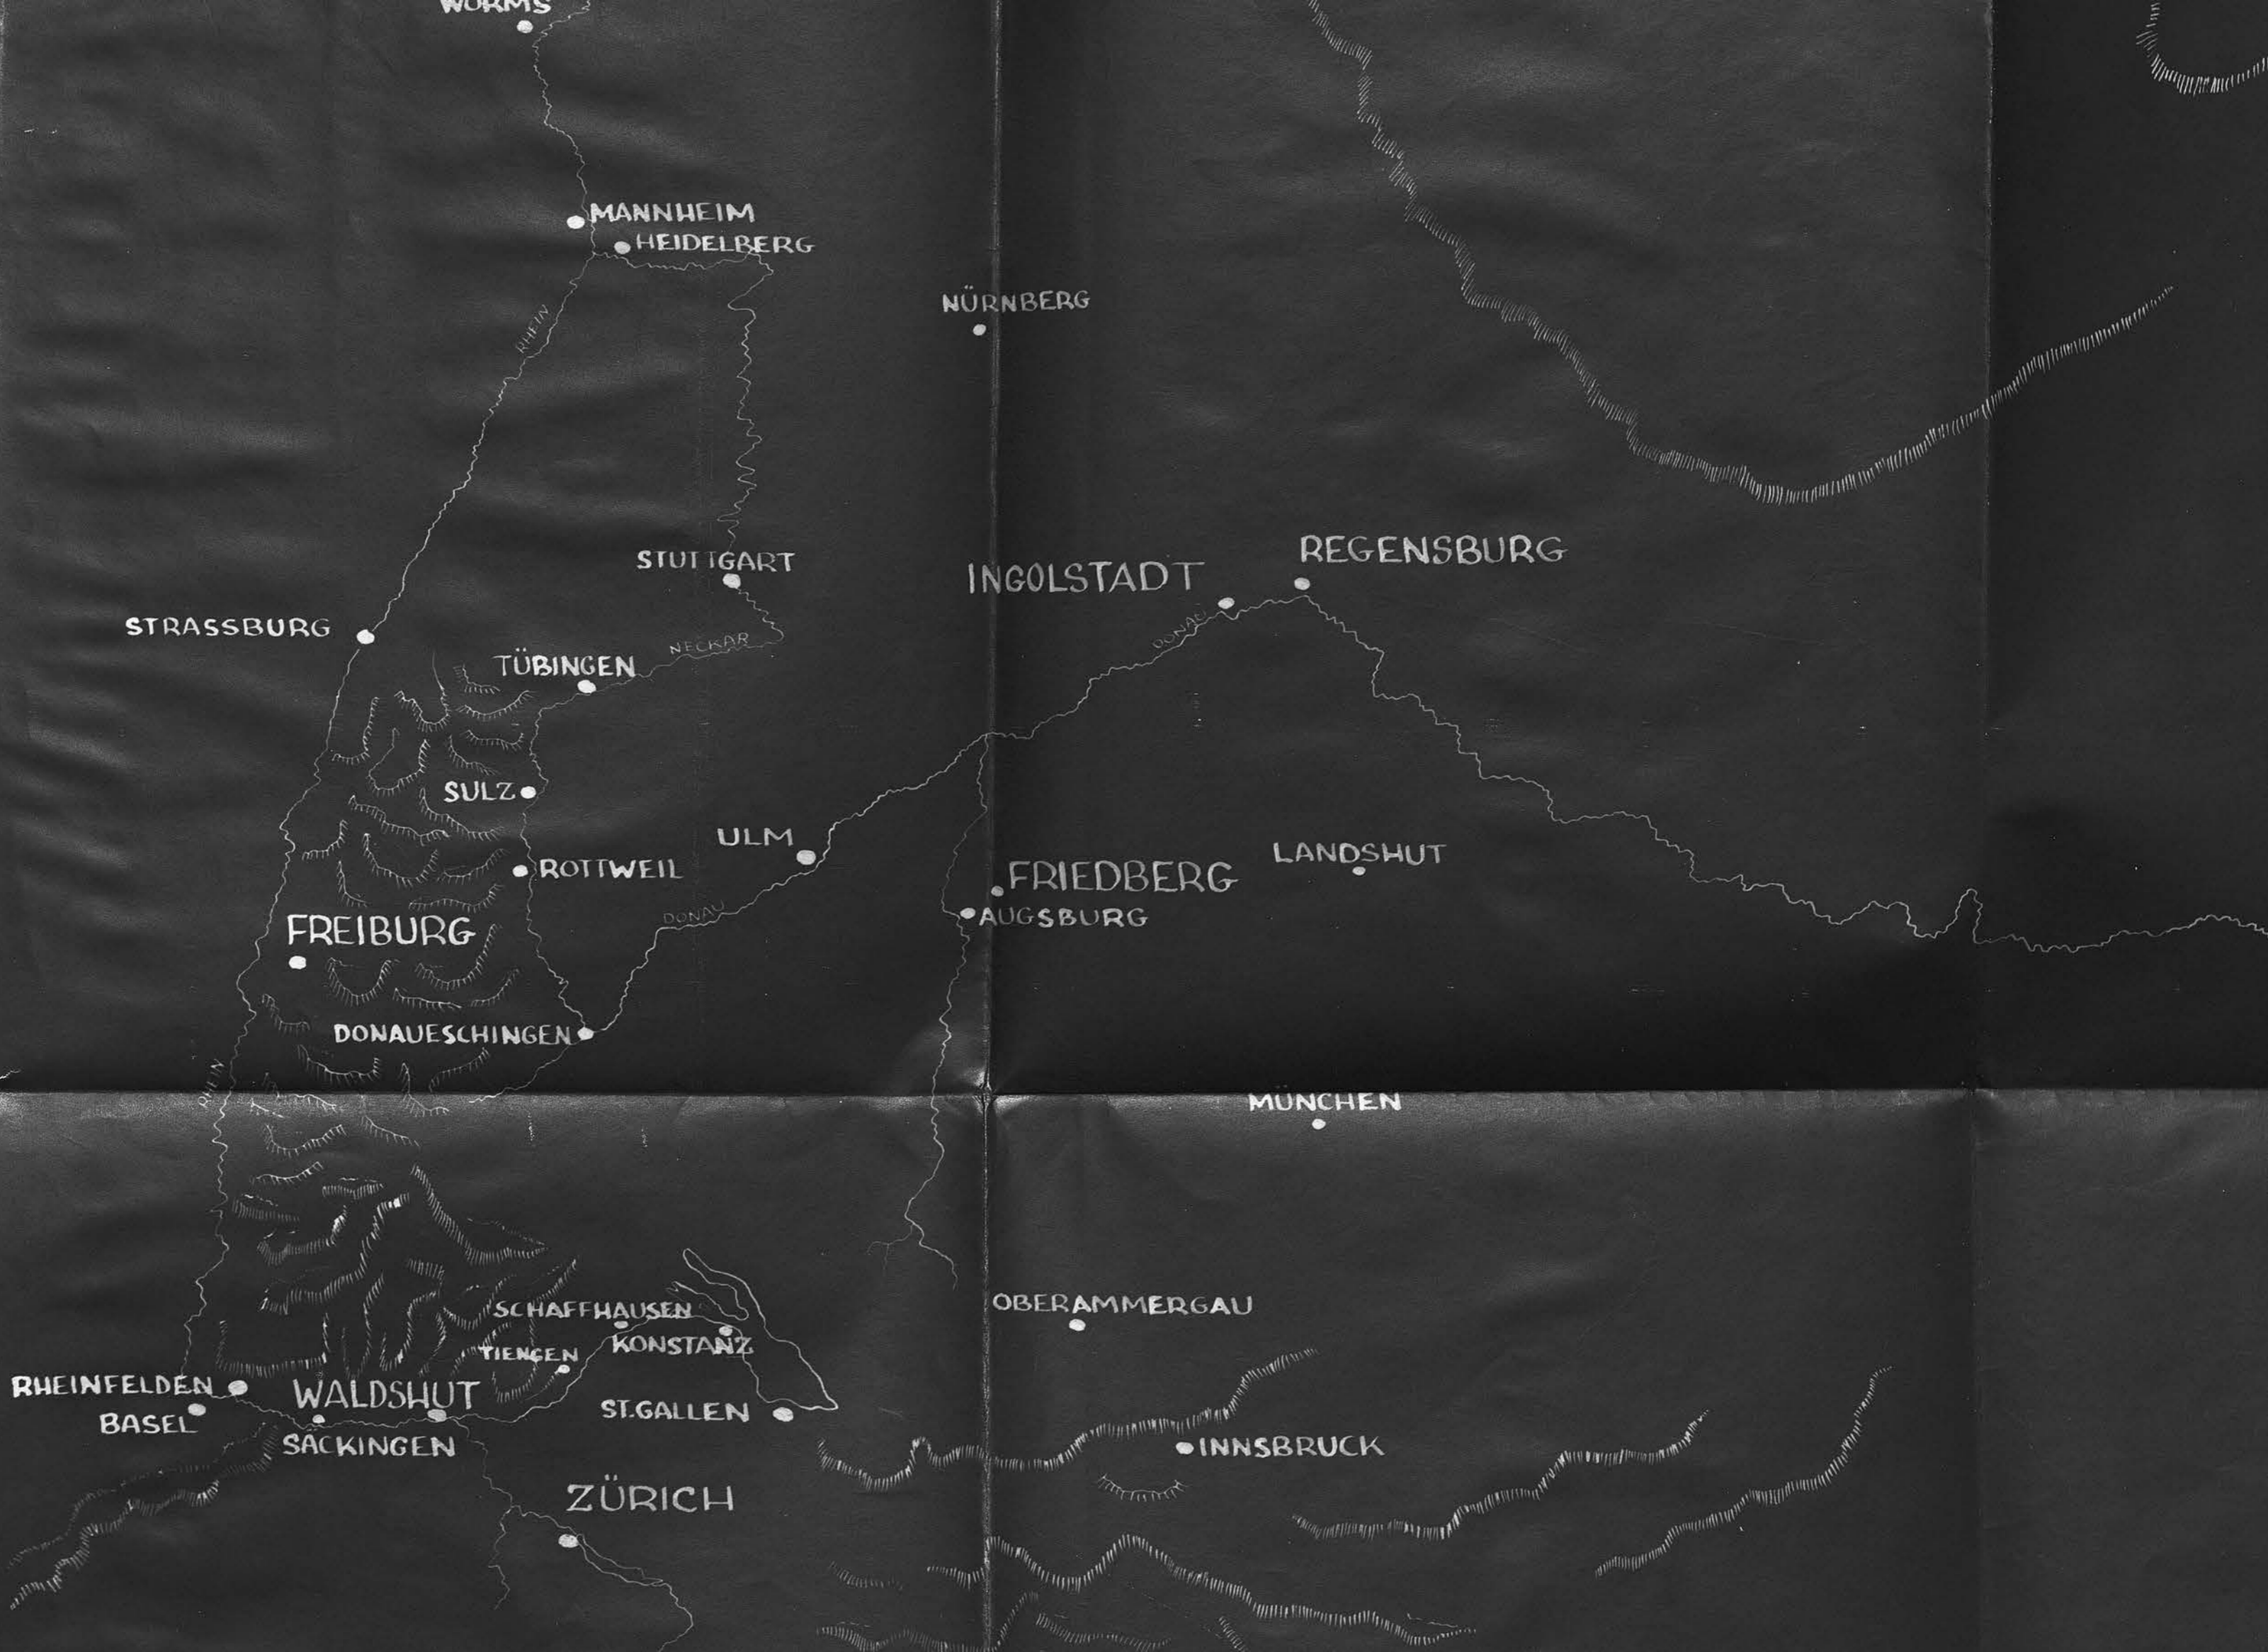 WORMS
MANNHEIM
HEIDELBERG
RHEIN
NÜRNBERG
STUTTGART
INGOLSTADT
REGENSBURG
STRASSBURG
DONAU
NECKAR
TÜBINGEN
SULZ
ULM
ROTTWEIL
LANDSHUT
FRIEDBERG
DONAU
AUGSBURG
FREIBURG
DONAUESCHINGEN
RHEIN
MÜNCHEN
SCHAFFHAUSEN
OBERAMMERGAU
KONSTANZ
TIENGEN
RHEINFELDEN
WALDSHUT
BASEL
ST.GALLEN
SÄCKINGEN
INNSBRUCK
ZÜRICH